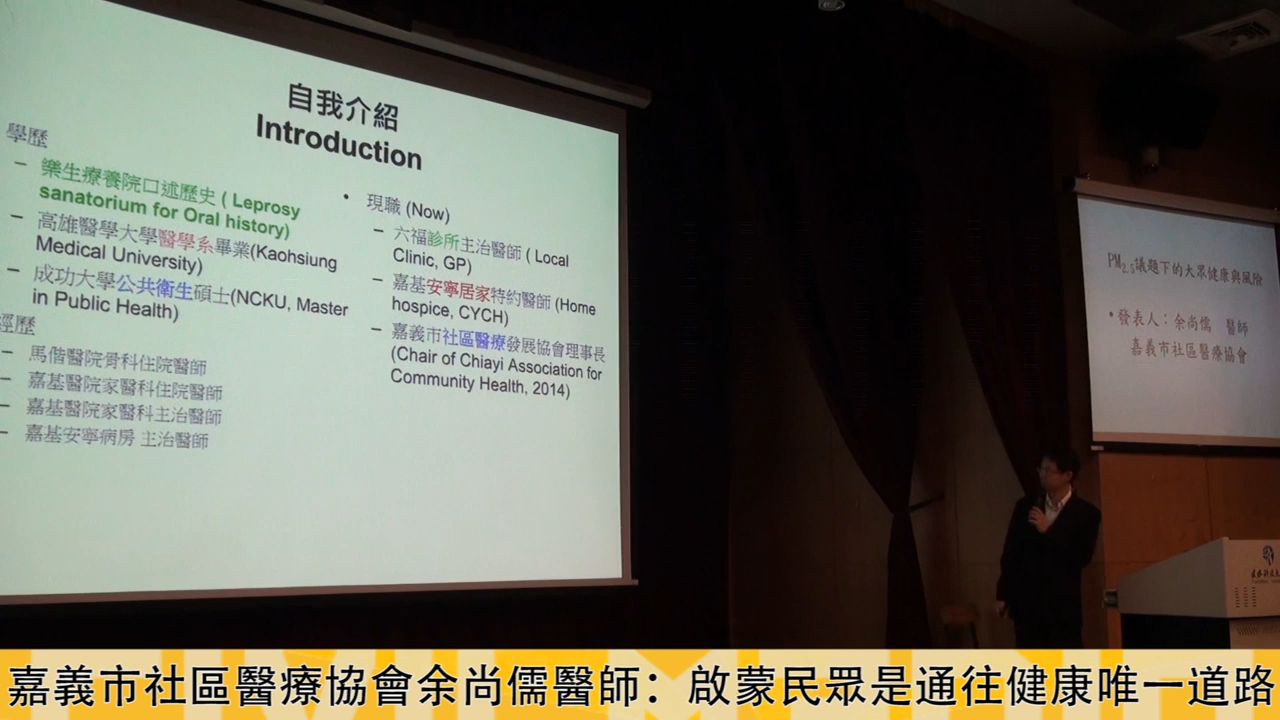 自我介紹
Introduction
學歷
– 樂生療養院口述歷史 ( Leprosy
sanatorium for Oral history)
– 高雄醫學大學醫學系畢業(Kaohsiung
Medical University)
– 成功大學公共衛生碩士(NCKU, Master
in Public Health)
經歷
– 馬偕醫院骨科住院醫師
– 嘉基醫院家醫科住院醫師
– 嘉基醫院家醫科主治醫師
– 嘉基安寧病房 主治醫師
• 現職 (Now)
– 六福診所主治醫師 ( Local
Clinic, GP)
– 嘉基安寧居家特約醫師 (Home
hospice, CYCH)
– 嘉義市社區醫療發展協會理事長
(Chair of Chiayi Association for
Community Health, 2014)
PM2.5議題下的大眾健康與風險
•發表人：余尚儒 醫師
嘉義市社區醫療協會
嘉義市社區醫療協會余尚儒醫師：啟蒙民眾是通往健康唯一道路